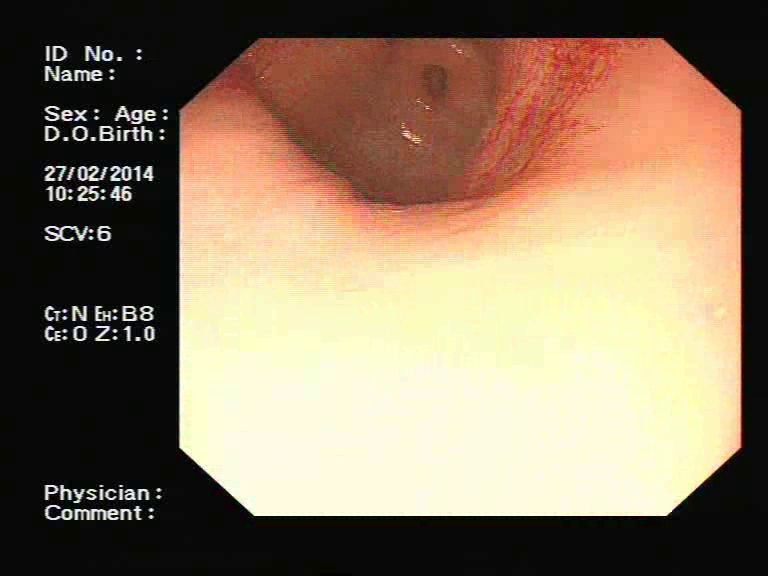 ID No.:
Name:
Sex: Age:
D.O.Birth:
27/02/2014
10:25:46
SCV:6
CT:N EH:B8
CE:0 Z:1.0
Physician:
Comment: